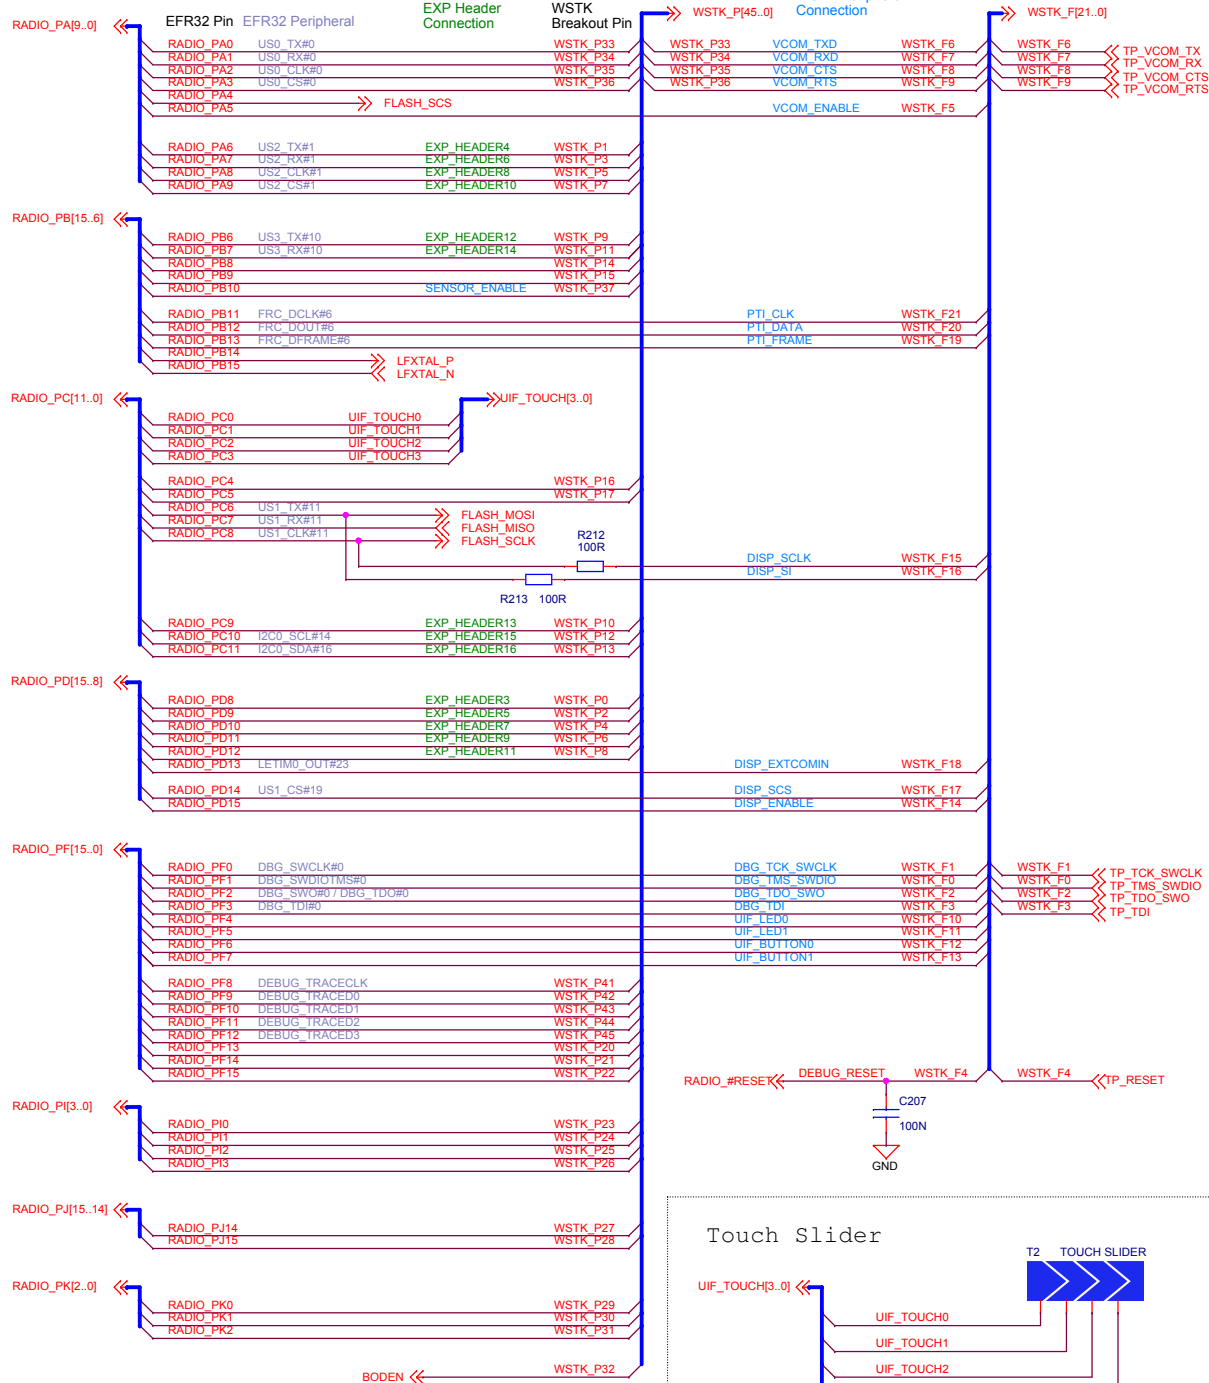 RADIO_PA[9..0] EFR32 Pin EFR32 Peripheral EXP Header Connection WSTK Breakout Pin WSTK_P[45..0] Connection WSTK_F[21..0]
RADIO_PA0 US0_TX#0 WSTK_P33 WSTK_P33 VCOM_TXD WSTK_F6 WSTK_F6 TP_VCOM_TX
RADIO_PA1 US0_RX#0 WSTK_P34 WSTK_P34 VCOM_RXD WSTK_F7 WSTK_F7 TP_VCOM_RX
RADIO_PA2 US0_CLK#0 WSTK_P35 WSTK_P35 VCOM_CTS WSTK_F8 WSTK_F8 TP_VCOM_CTS
RADIO_PA3 US0_CS#0 WSTK_P36 WSTK_P36 VCOM_RTS WSTK_F9 WSTK_F9 TP_VCOM_RTS
RADIO_PA4 FLASH_SCS
RADIO_PA5 VCOM_ENABLE WSTK_F5
RADIO_PA6 US2_TX#1 EXP_HEADER4 WSTK_P1
RADIO_PA7 US2_RX#1 EXP_HEADER6 WSTK_P3
RADIO_PA8 US2_CLK#1 EXP_HEADER8 WSTK_P5
RADIO_PA9 US2_CS#1 EXP_HEADER10 WSTK_P7
RADIO_PB[15..6]
RADIO_PB6 US3_TX#10 EXP_HEADER12 WSTK_P9
RADIO_PB7 US3_RX#10 EXP_HEADER14 WSTK_P11
RADIO_PB8 WSTK_P14
RADIO_PB9 WSTK_P15
RADIO_PB10 SENSOR_ENABLE WSTK_P37
RADIO_PB11 FRC_DCLK#6 PTI_CLK WSTK_F21
RADIO_PB12 FRC_DOUT#6 PTI_DATA WSTK_F20
RADIO_PB13 FRC_DFRAME#6 PTI_FRAME WSTK_F19
RADIO_PB14 LFXTAL_P
RADIO_PB15 LFXTAL_N
RADIO_PC[11..0] UIF_TOUCH[3..0]
RADIO_PC0 UIF_TOUCH0
RADIO_PC1 UIF_TOUCH1
RADIO_PC2 UIF_TOUCH2
RADIO_PC3 UIF_TOUCH3
RADIO_PC4 WSTK_P16
RADIO_PC5 WSTK_P17
RADIO_PC6 US1_TX#11 FLASH_MOSI
RADIO_PC7 US1_RX#11 FLASH_MISO
RADIO_PC8 US1_CLK#11 FLASH_SCLK
R212
100R
DISP_SCLK WSTK_F15
DISP_SI WSTK_F16
R213 100R
RADIO_PC9 EXP_HEADER13 WSTK_P10
RADIO_PC10 I2C0_SCL#14 EXP_HEADER15 WSTK_P12
RADIO_PC11 I2C0_SDA#16 EXP_HEADER16 WSTK_P13
RADIO_PD[15..8]
RADIO_PD8 EXP_HEADER3 WSTK_P0
RADIO_PD9 EXP_HEADER5 WSTK_P2
RADIO_PD10 EXP_HEADER7 WSTK_P4
RADIO_PD11 EXP_HEADER9 WSTK_P6
RADIO_PD12 EXP_HEADER11 WSTK_P8
RADIO_PD13 LETIM0_OUT#23 DISP_EXTCOMIN WSTK_F18
RADIO_PD14 US1_CS#19 DISP_SCS WSTK_F17
RADIO_PD15 DISP_ENABLE WSTK_F14
RADIO_PF[15..0]
RADIO_PF0 DBG_SWCLK#0 DBG_TCK_SWCLK WSTK_F1 WSTK_F1 TP_TCK_SWCLK
RADIO_PF1 DBG_SWDIOTMS#0 DBG_TMS_SWDIO WSTK_F0 WSTK_F0 TP_TMS_SWDIO
RADIO_PF2 DBG_SWO#0 / DBG_TDO#0 DBG_TDO_SWO WSTK_F2 WSTK_F2 TP_TDO_SWO
RADIO_PF3 DBG_TDI#0 DBG_TDI WSTK_F3 WSTK_F3 TP_TDI
RADIO_PF4 UIF_LED0 WSTK_F10
RADIO_PF5 UIF_LED1 WSTK_F11
RADIO_PF6 UIF_BUTTON0 WSTK_F12
RADIO_PF7 UIF_BUTTON1 WSTK_F13
RADIO_PF8 DEBUG_TRACECLK WSTK_P41
RADIO_PF9 DEBUG_TRACED0 WSTK_P42
RADIO_PF10 DEBUG_TRACED1 WSTK_P43
RADIO_PF11 DEBUG_TRACED2 WSTK_P44
RADIO_PF12 DEBUG_TRACED3 WSTK_P45
RADIO_PF13 WSTK_P20
RADIO_PF14 WSTK_P21
RADIO_PF15 WSTK_P22
RADIO_#RESET DEBUG_RESET WSTK_F4 WSTK_F4 TP_RESET
C207
100N
GND
RADIO_PI[3..0]
RADIO_PI0 WSTK_P23
RADIO_PI1 WSTK_P24
RADIO_PI2 WSTK_P25
RADIO_PI3 WSTK_P26
RADIO_PJ[15..14]
RADIO_PJ14 WSTK_P27
RADIO_PJ15 WSTK_P28
RADIO_PK[2..0]
RADIO_PK0 WSTK_P29
RADIO_PK1 WSTK_P30
RADIO_PK2 WSTK_P31
BODEN WSTK_P32
Touch Slider
T2 TOUCH SLIDER
UIF_TOUCH[3..0]
UIF_TOUCH0
UIF_TOUCH1
UIF_TOUCH2